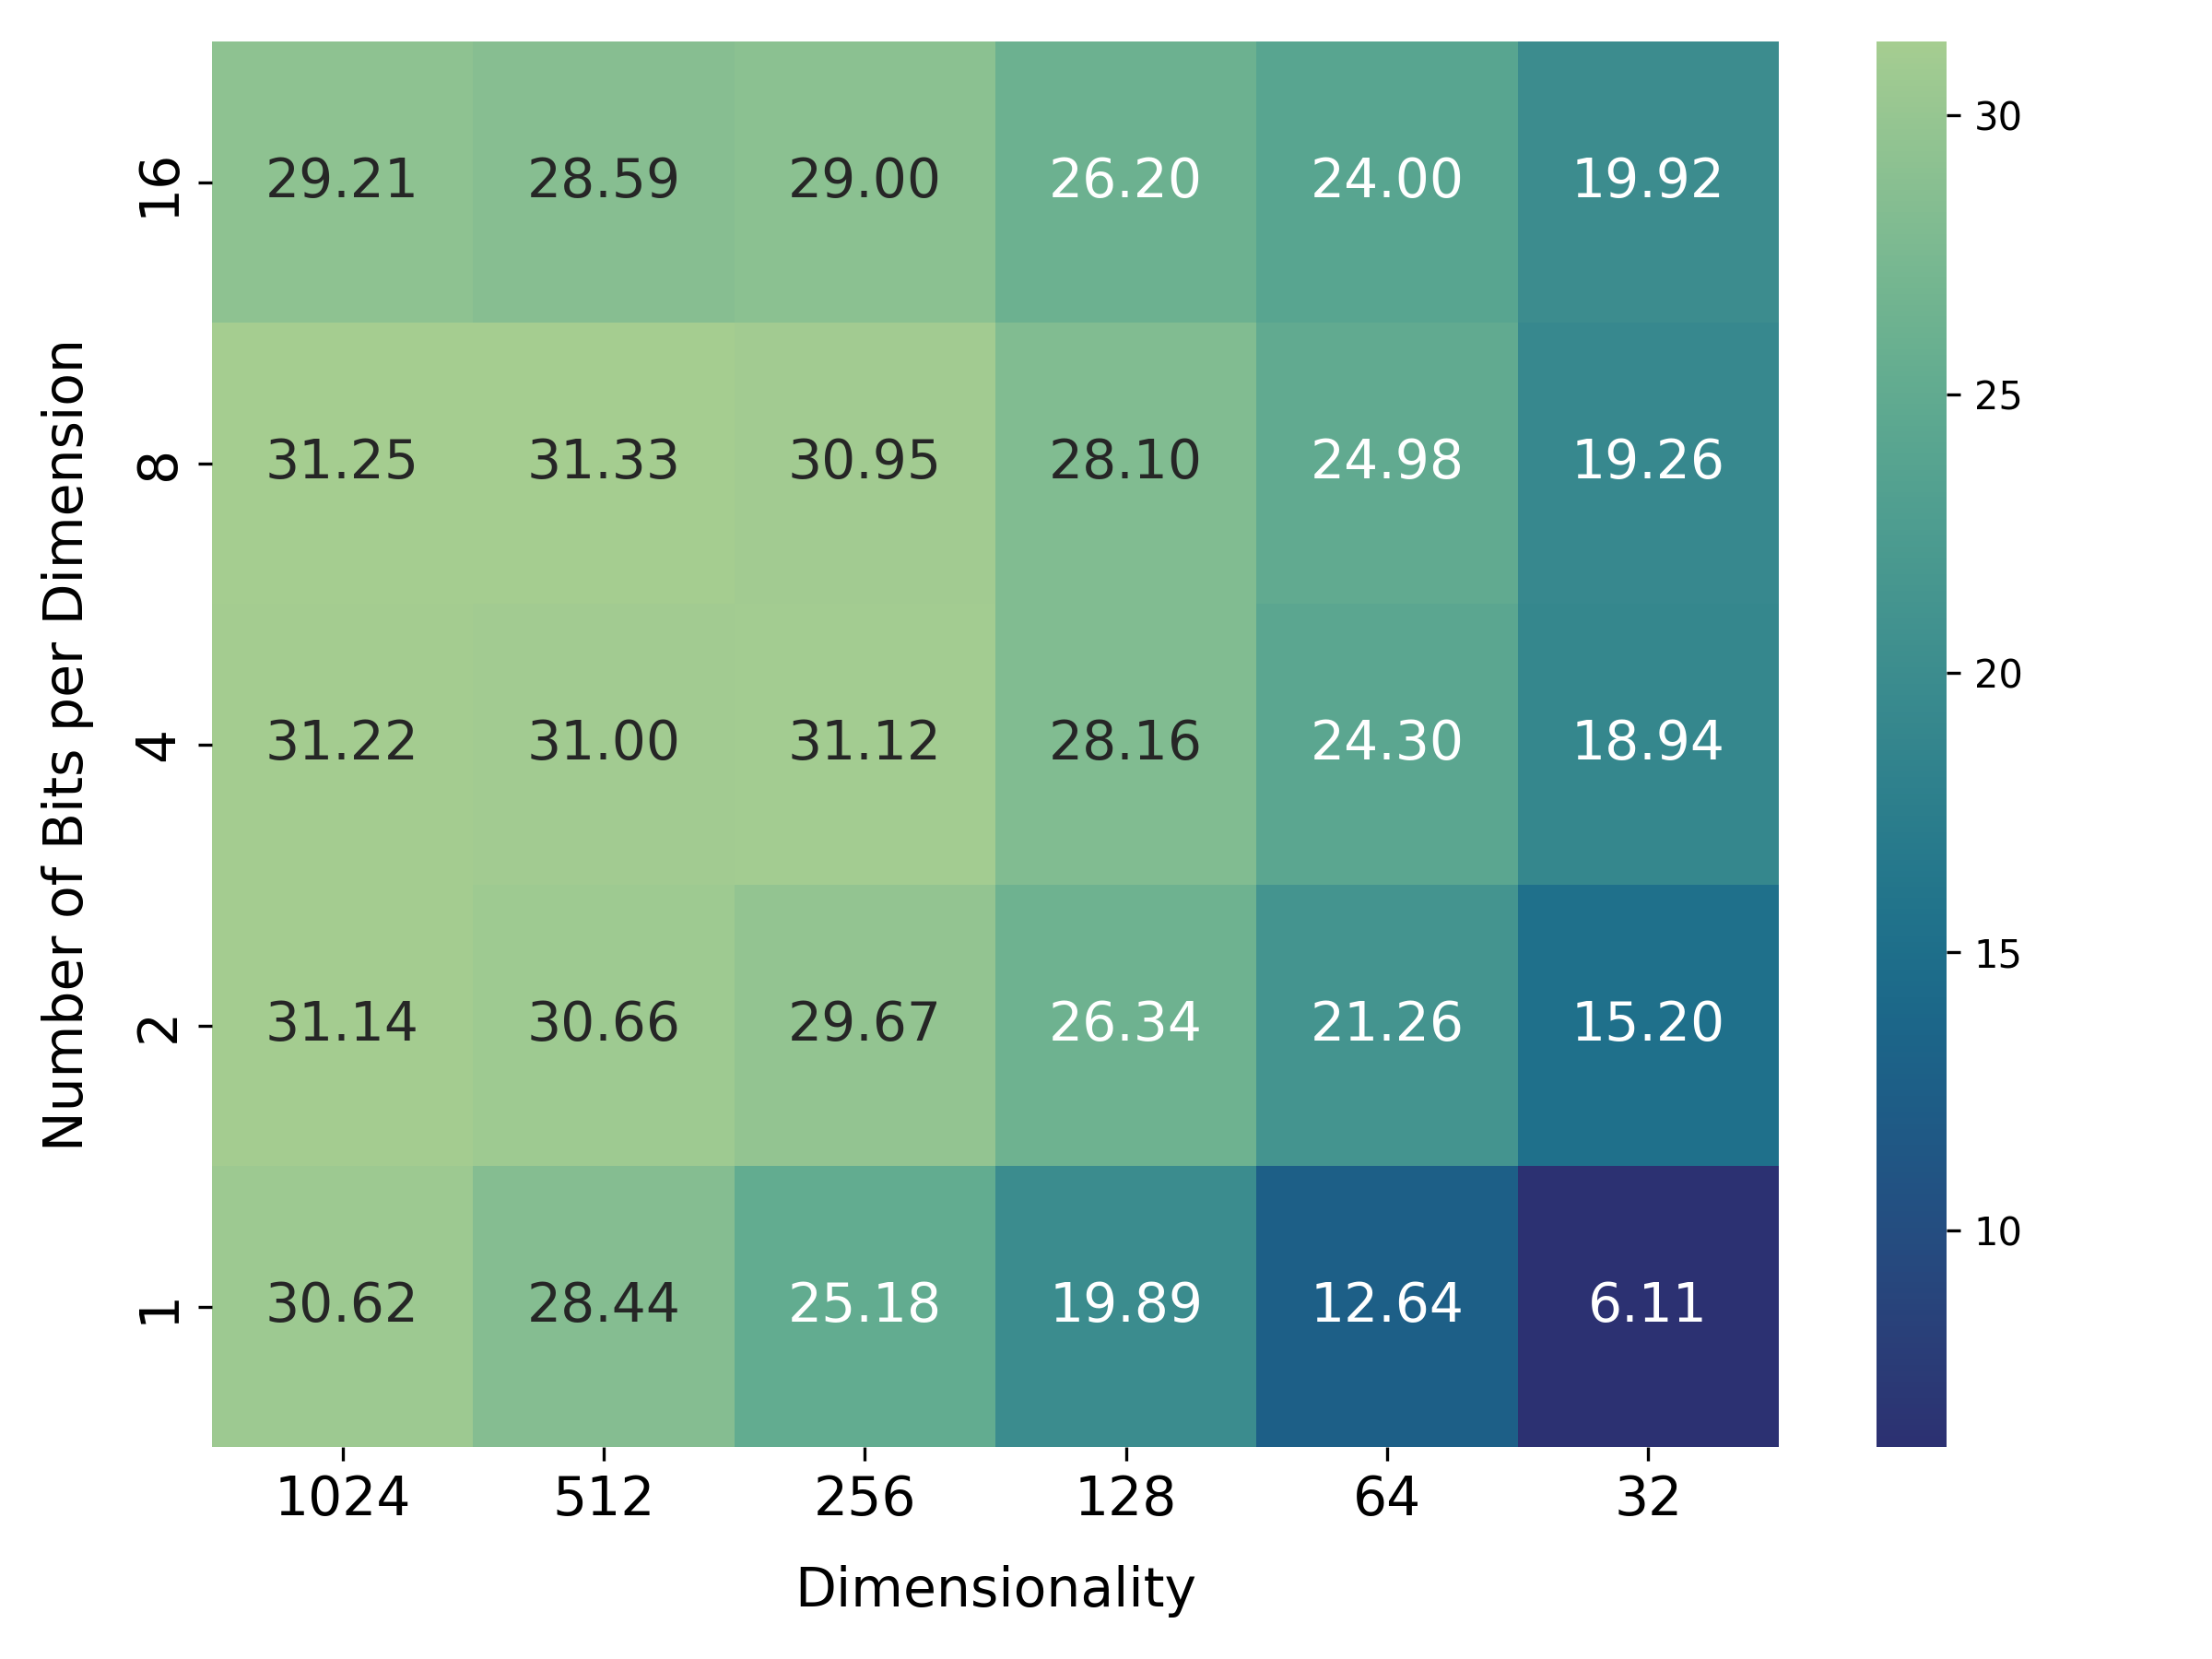 Number of Bits per Dimension
16 29.21 28.59 29.00 26.20 24.00 19.92
8 31.25 31.33 30.95 28.10 24.98 19.26
4 31.22 31.00 31.12 28.16 24.30 18.94
2 31.14 30.66 29.67 26.34 21.26 15.20
1 30.62 28.44 25.18 19.89 12.64 6.11
1024 512 256 128 64 32
Dimensionality
30
25
20
15
10